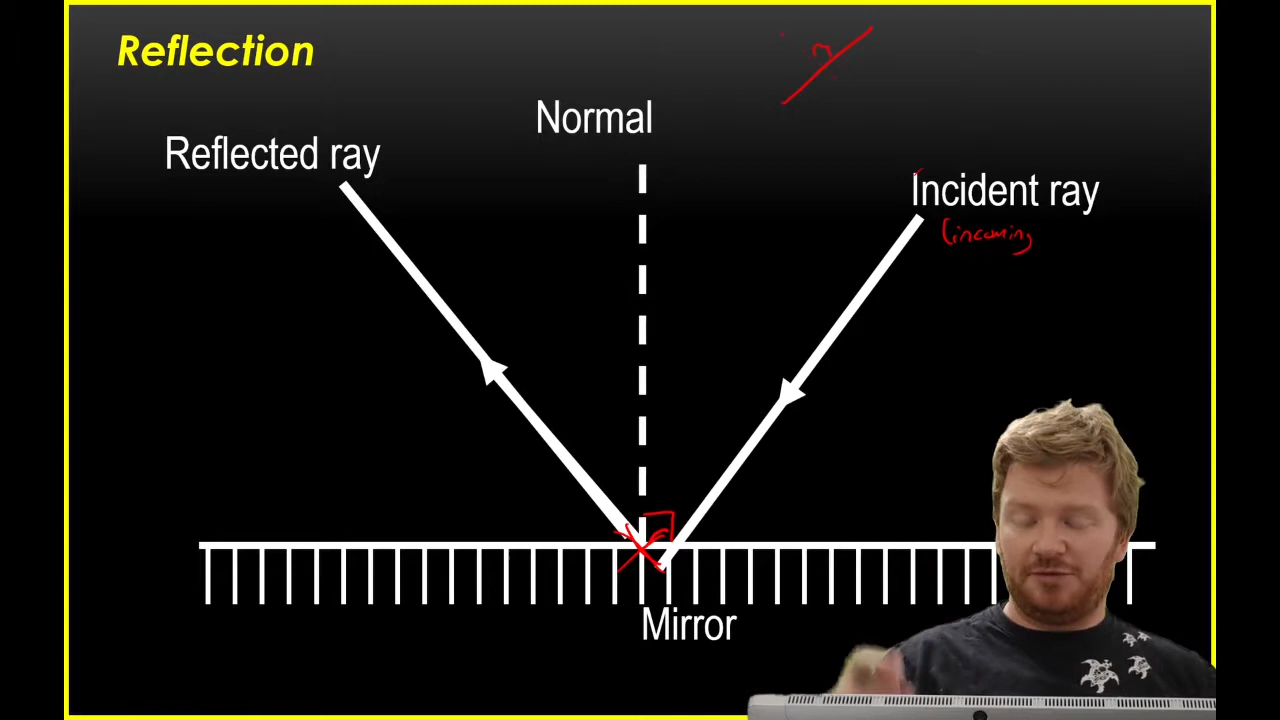 Reflection
Normal
Reflected ray
Incident ray
(incoming
Mirror